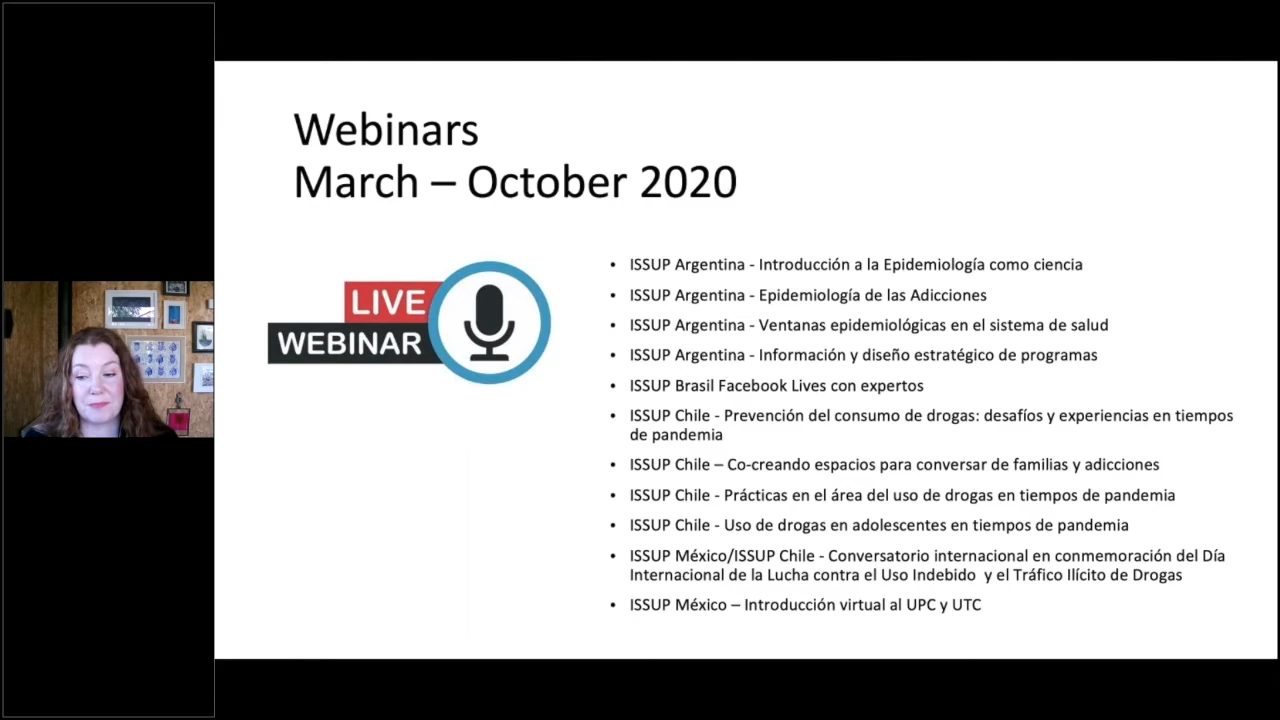 Webinars
March – October 2020
LIVE
WEBINAR
• ISSUP Argentina - Introducción a la Epidemiología como ciencia
• ISSUP Argentina - Epidemiología de las Adicciones
• ISSUP Argentina - Ventanas epidemiológicas en el sistema de salud
• ISSUP Argentina - Información y diseño estratégico de programas
• ISSUP Brasil Facebook Lives con expertos
• ISSUP Chile - Prevención del consumo de drogas: desafíos y experiencias en tiempos
de pandemia
• ISSUP Chile – Co-creando espacios para conversar de familias y adicciones
• ISSUP Chile - Prácticas en el área del uso de drogas en tiempos de pandemia
• ISSUP Chile - Uso de drogas en adolescentes en tiempos de pandemia
• ISSUP México/ISSUP Chile - Conversatorio internacional en conmemoración del Día
Internacional de la Lucha contra el Uso Indebido  y el Tráfico Ilícito de Drogas
• ISSUP México – Introducción virtual al UPC y UTC